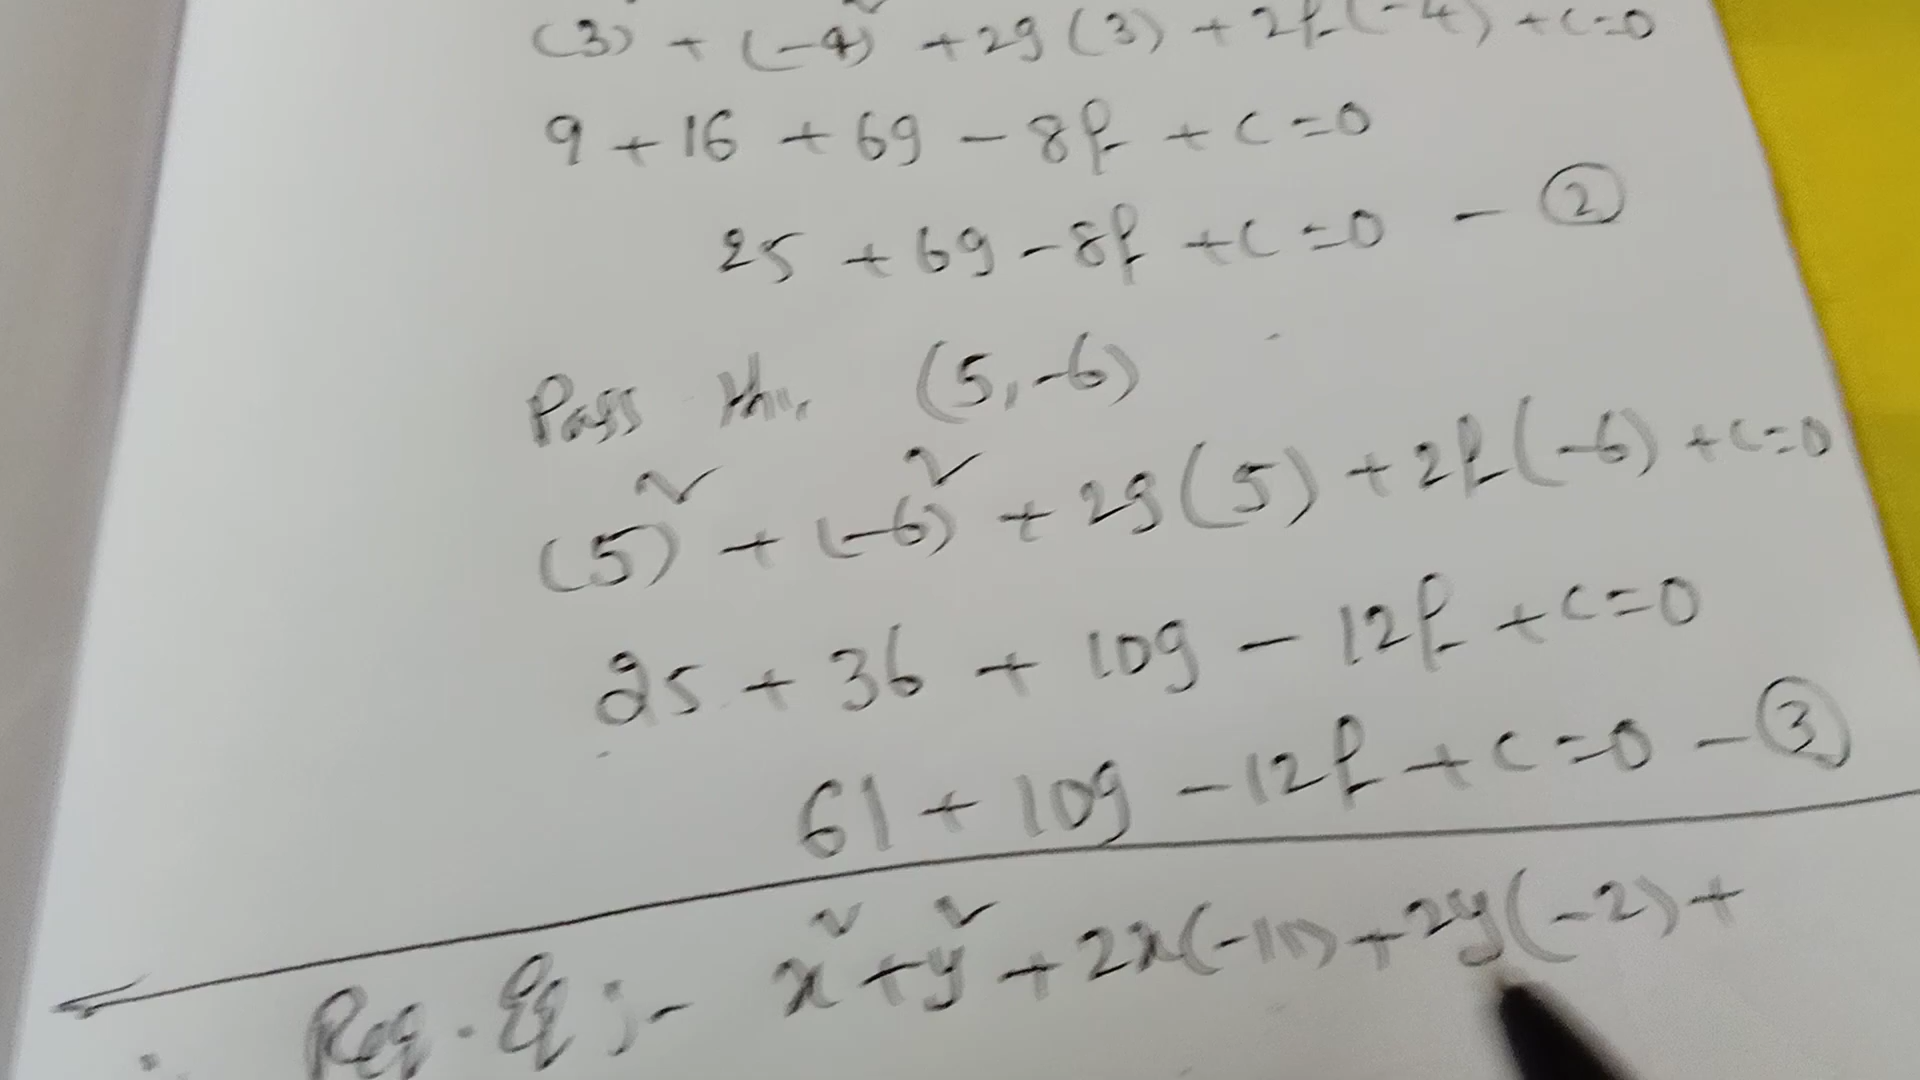 (3)² + (-4)² + 2g(3) + 2f(-4) + c=0
9 + 16 + 6g - 8f + c=0
25 + 6g - 8f + c=0 - ②
Pass thr. (5,-6)
(5)² + (-6)² + 2g(5) + 2f(-6) + c=0
25 + 36 + 10g - 12f + c=0
61 + 10g - 12f + c=0 - ③
Req. Eq :- x² + y² + 2x(-11) + 2y(-2) +